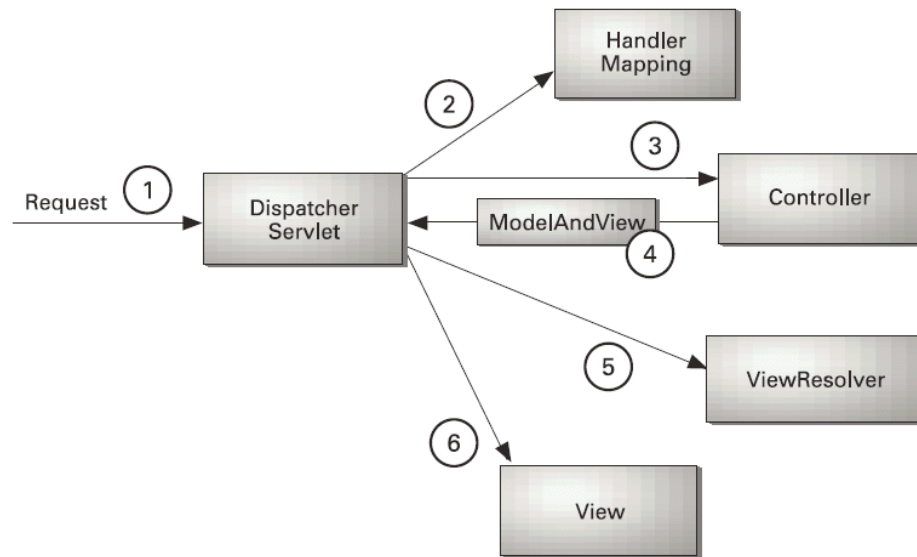 Handler
Mapping
2
3
1
Request
Dispatcher
Servlet
Controller
ModelAndView
4
5
ViewResolver
6
View